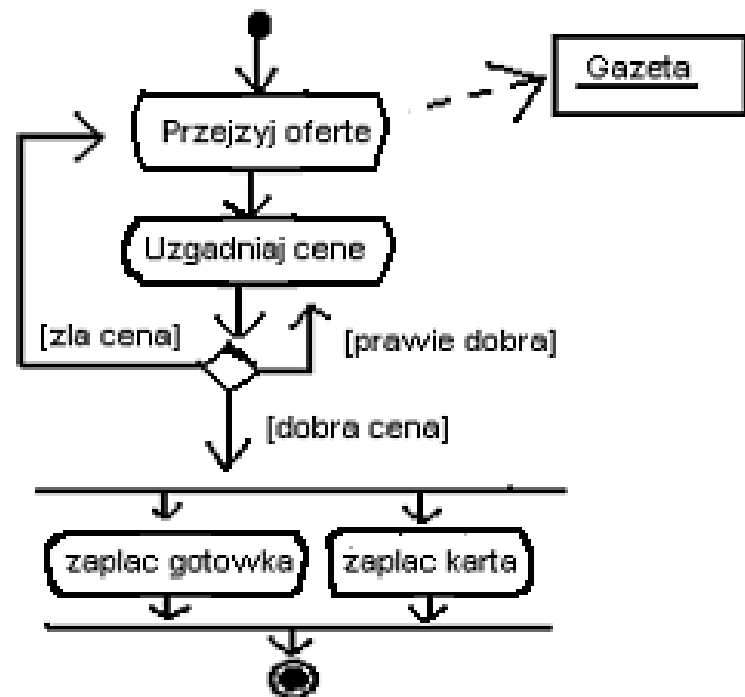 Gazeta
Przejzyj oferte
Uzgadniaj cene
[zla cena]
[prawie dobra]
[dobra cena]
zaplac gotowka
zaplac karta